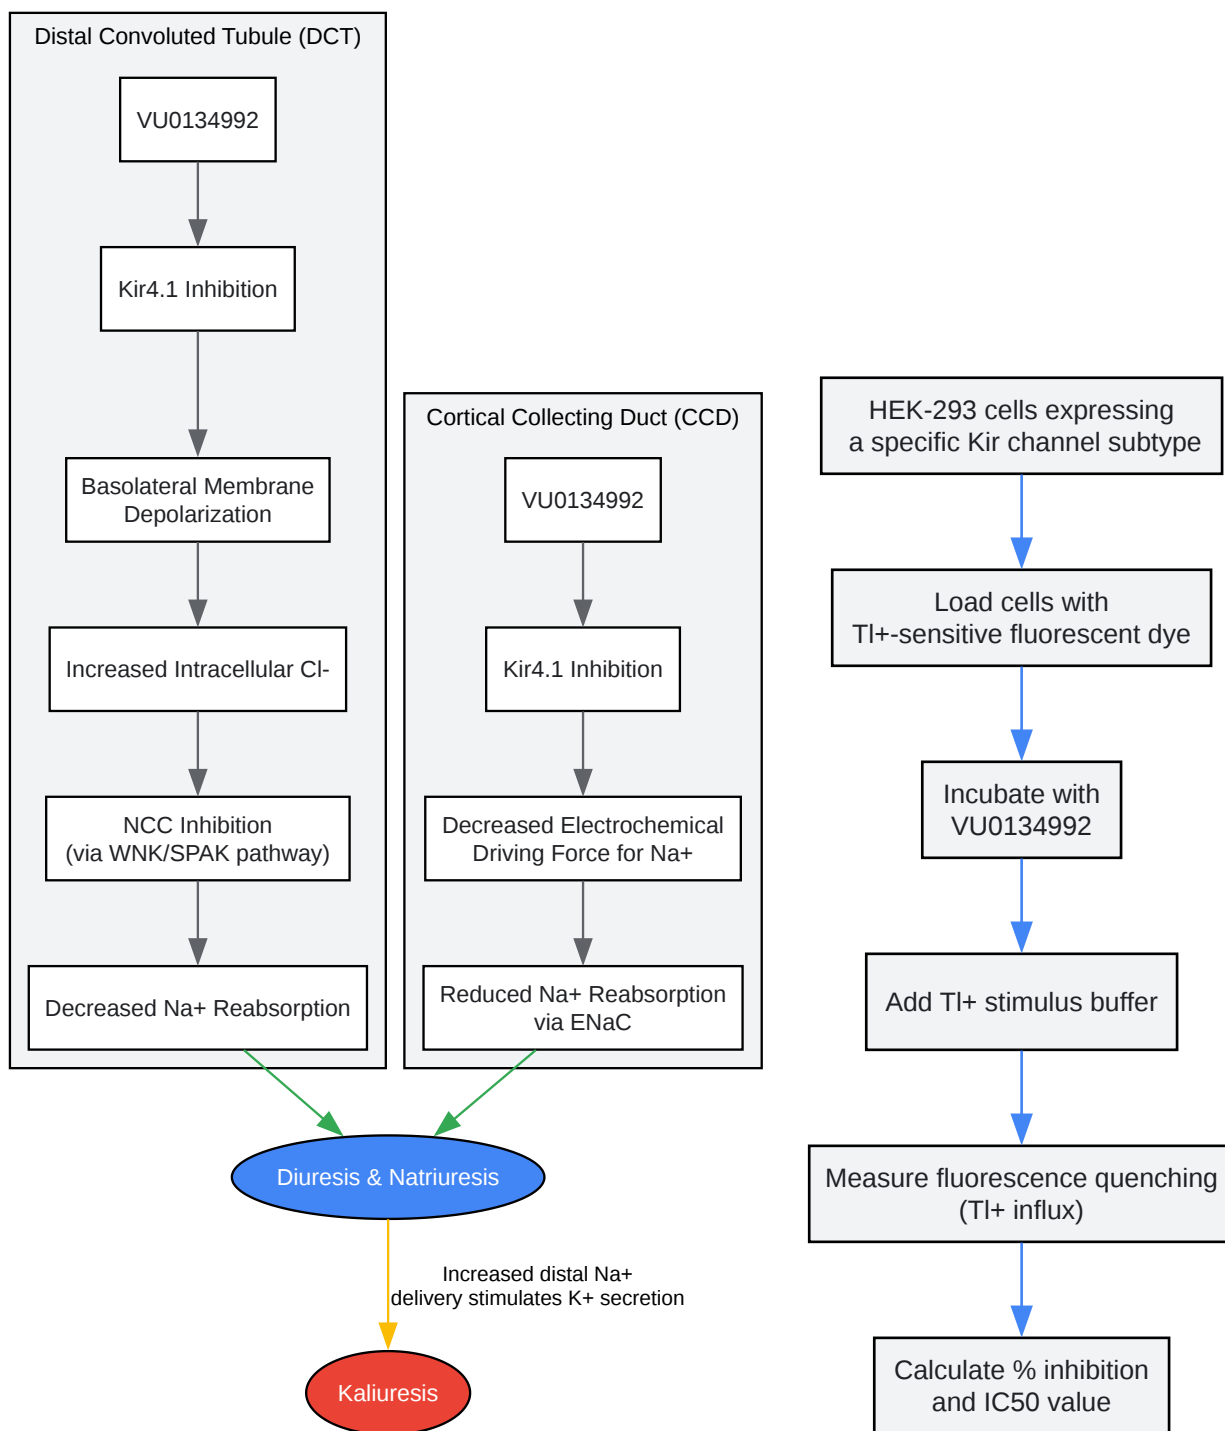 Distal Convoluted Tubule (DCT)
VU0134992
Kir4.1 Inhibition
Basolateral Membrane
Depolarization
Increased Intracellular Cl-
NCC Inhibition
(via WNK/SPAK pathway)
Decreased Na+ Reabsorption
Cortical Collecting Duct (CCD)
VU0134992
Kir4.1 Inhibition
Decreased Electrochemical
Driving Force for Na+
Reduced Na+ Reabsorption
via ENaC
Diuresis & Natriuresis
Increased distal Na+
delivery stimulates K+ secretion
Kaliuresis
HEK-293 cells expressing
a specific Kir channel subtype
Load cells with
Tl+-sensitive fluorescent dye
Incubate with
VU0134992
Add Tl+ stimulus buffer
Measure fluorescence quenching
(Tl+ influx)
Calculate % inhibition
and IC50 value